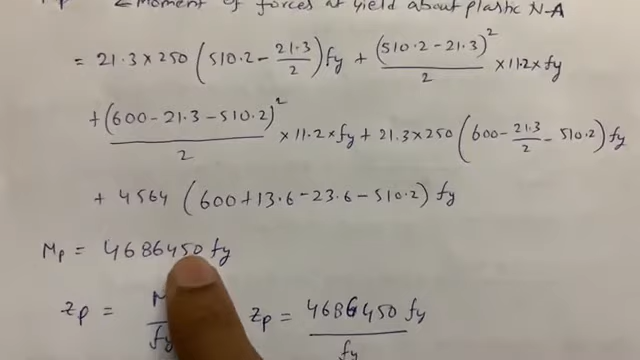 p Σmoment of forces at yield about plastic N-A
= 21.3×250 (510.2 - 21.3/2) fy + (510.2 - 21.3)²/2 ×11.2×fy
+ (600 - 21.3 - 510.2)²/2 ×11.2×fy + 21.3×250 (600 - 21.3/2 - 510.2) fy
+ 4564 (600+13.6-23.6-510.2) fy
Mp = 4686450 fy
Zp = M/fy Zp = 4686450 fy/fy